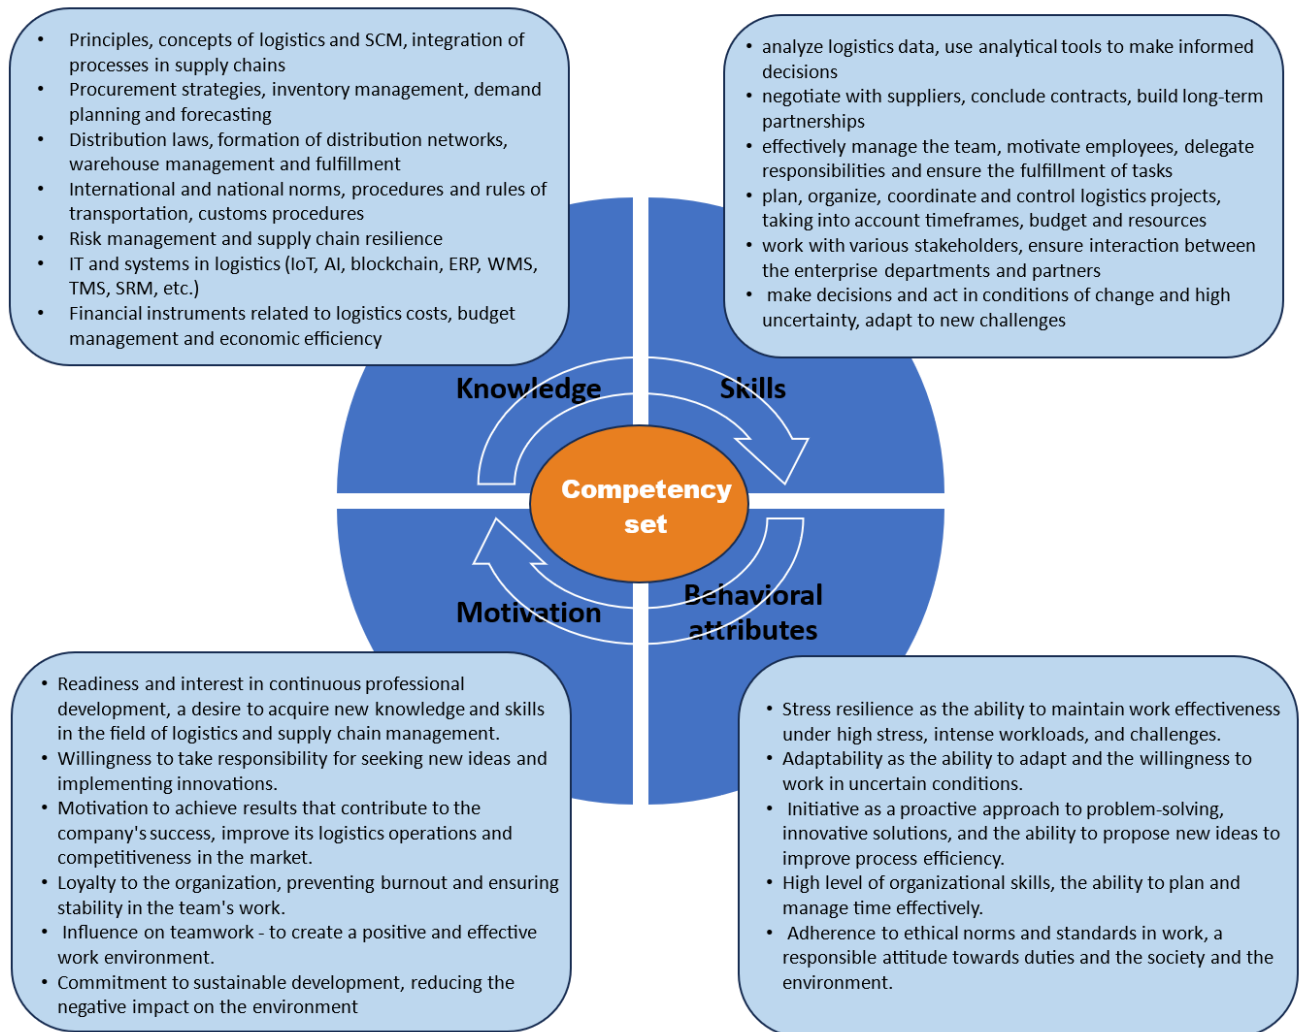 • Principles, concepts of logistics and SCM, integration of
processes in supply chains
• Procurement strategies, inventory management, demand
planning and forecasting
• Distribution laws, formation of distribution networks,
warehouse management and fulfillment
• International and national norms, procedures and rules of
transportation, customs procedures
• Risk management and supply chain resilience
• IT and systems in logistics (IoT, AI, blockchain, ERP, WMS,
TMS, SRM, etc.)
• Financial instruments related to logistics costs, budget
management and economic efficiency
• analyze logistics data, use analytical tools to make informed
decisions
• negotiate with suppliers, conclude contracts, build long-term
partnerships
• effectively manage the team, motivate employees, delegate
responsibilities and ensure the fulfillment of tasks
• plan, organize, coordinate and control logistics projects,
taking into account timeframes, budget and resources
• work with various stakeholders, ensure interaction between
the enterprise departments and partners
• make decisions and act in conditions of change and high
uncertainty, adapt to new challenges
Knowledge
Skills
Competency
set
Motivation
Behavioral
attributes
• Readiness and interest in continuous professional
development, a desire to acquire new knowledge and skills
in the field of logistics and supply chain management.
• Willingness to take responsibility for seeking new ideas and
implementing innovations.
• Motivation to achieve results that contribute to the
company's success, improve its logistics operations and
competitiveness in the market.
• Loyalty to the organization, preventing burnout and ensuring
stability in the team's work.
• Influence on teamwork - to create a positive and effective
work environment.
• Commitment to sustainable development, reducing the
negative impact on the environment
• Stress resilience as the ability to maintain work effectiveness
under high stress, intense workloads, and challenges.
• Adaptability as the ability to adapt and the willingness to
work in uncertain conditions.
• Initiative as a proactive approach to problem-solving,
innovative solutions, and the ability to propose new ideas to
improve process efficiency.
• High level of organizational skills, the ability to plan and
manage time effectively.
• Adherence to ethical norms and standards in work, a
responsible attitude towards duties and the society and the
environment.